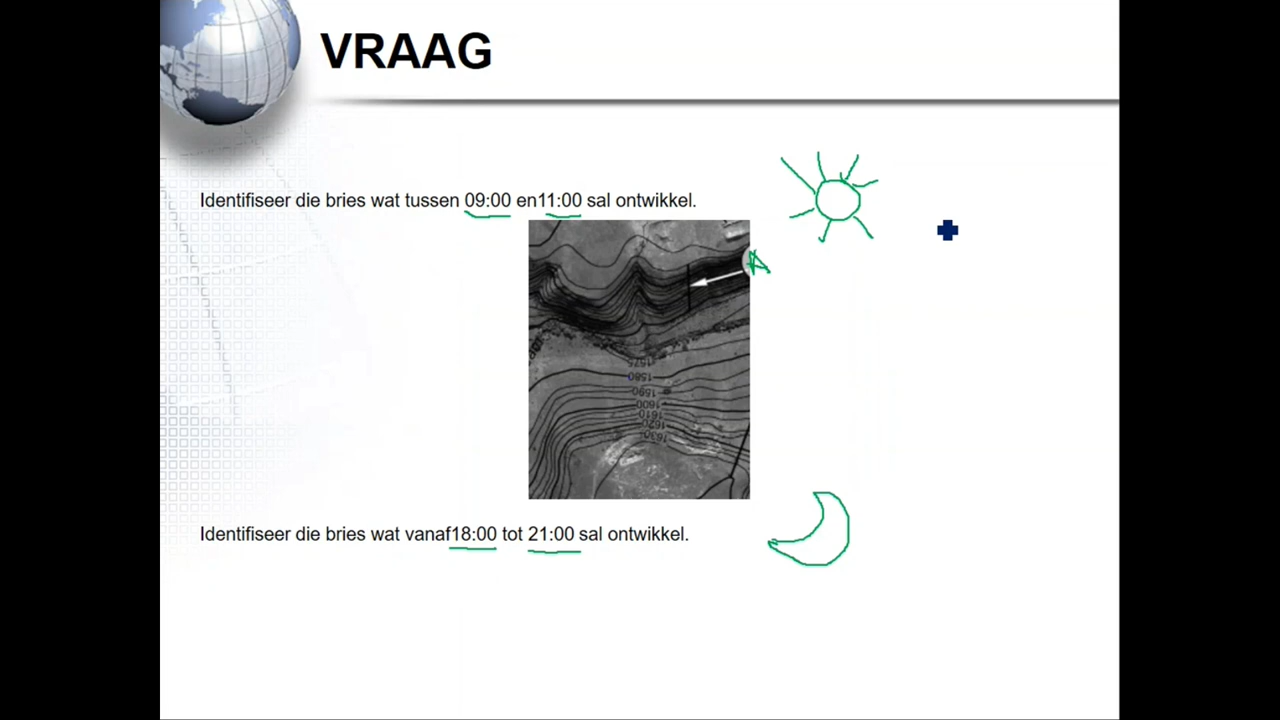 VRAAG
Identifiseer die bries wat tussen 09:00 en11:00 sal ontwikkel.
A
1575
1580
1590
1600
1610
1620
1630
Identifiseer die bries wat vanaf18:00 tot 21:00 sal ontwikkel.